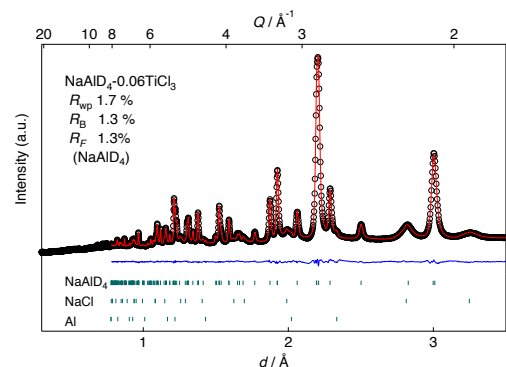 Q / Å⁻¹
20 10 8 6 4 2
NaAlD₄-0.06TiCl₃
R_wp 1.7 %
R_B 1.3 %
R_F 1.3%
(NaAlD₄)
Intensity (a.u.)
NaAlD₄
NaCl
Al
1 2 3
d / Å